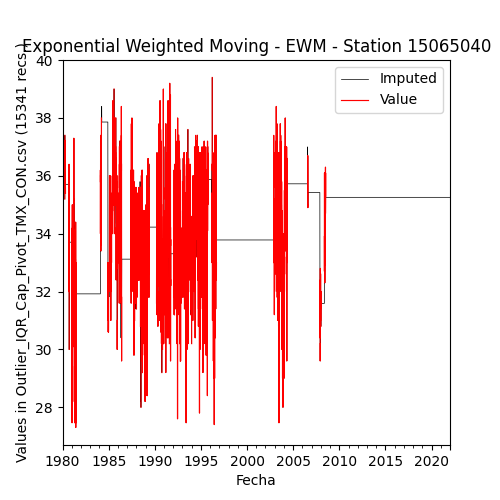 Exponential Weighted Moving - EWM - Station 15065040
Values in Outlier_IQR_Cap_Pivot_TMX_CON.csv (15341 recs.)
40
38
36
34
32
30
28
Imputed
Value
1980 1985 1990 1995 2000 2005 2010 2015 2020
Fecha